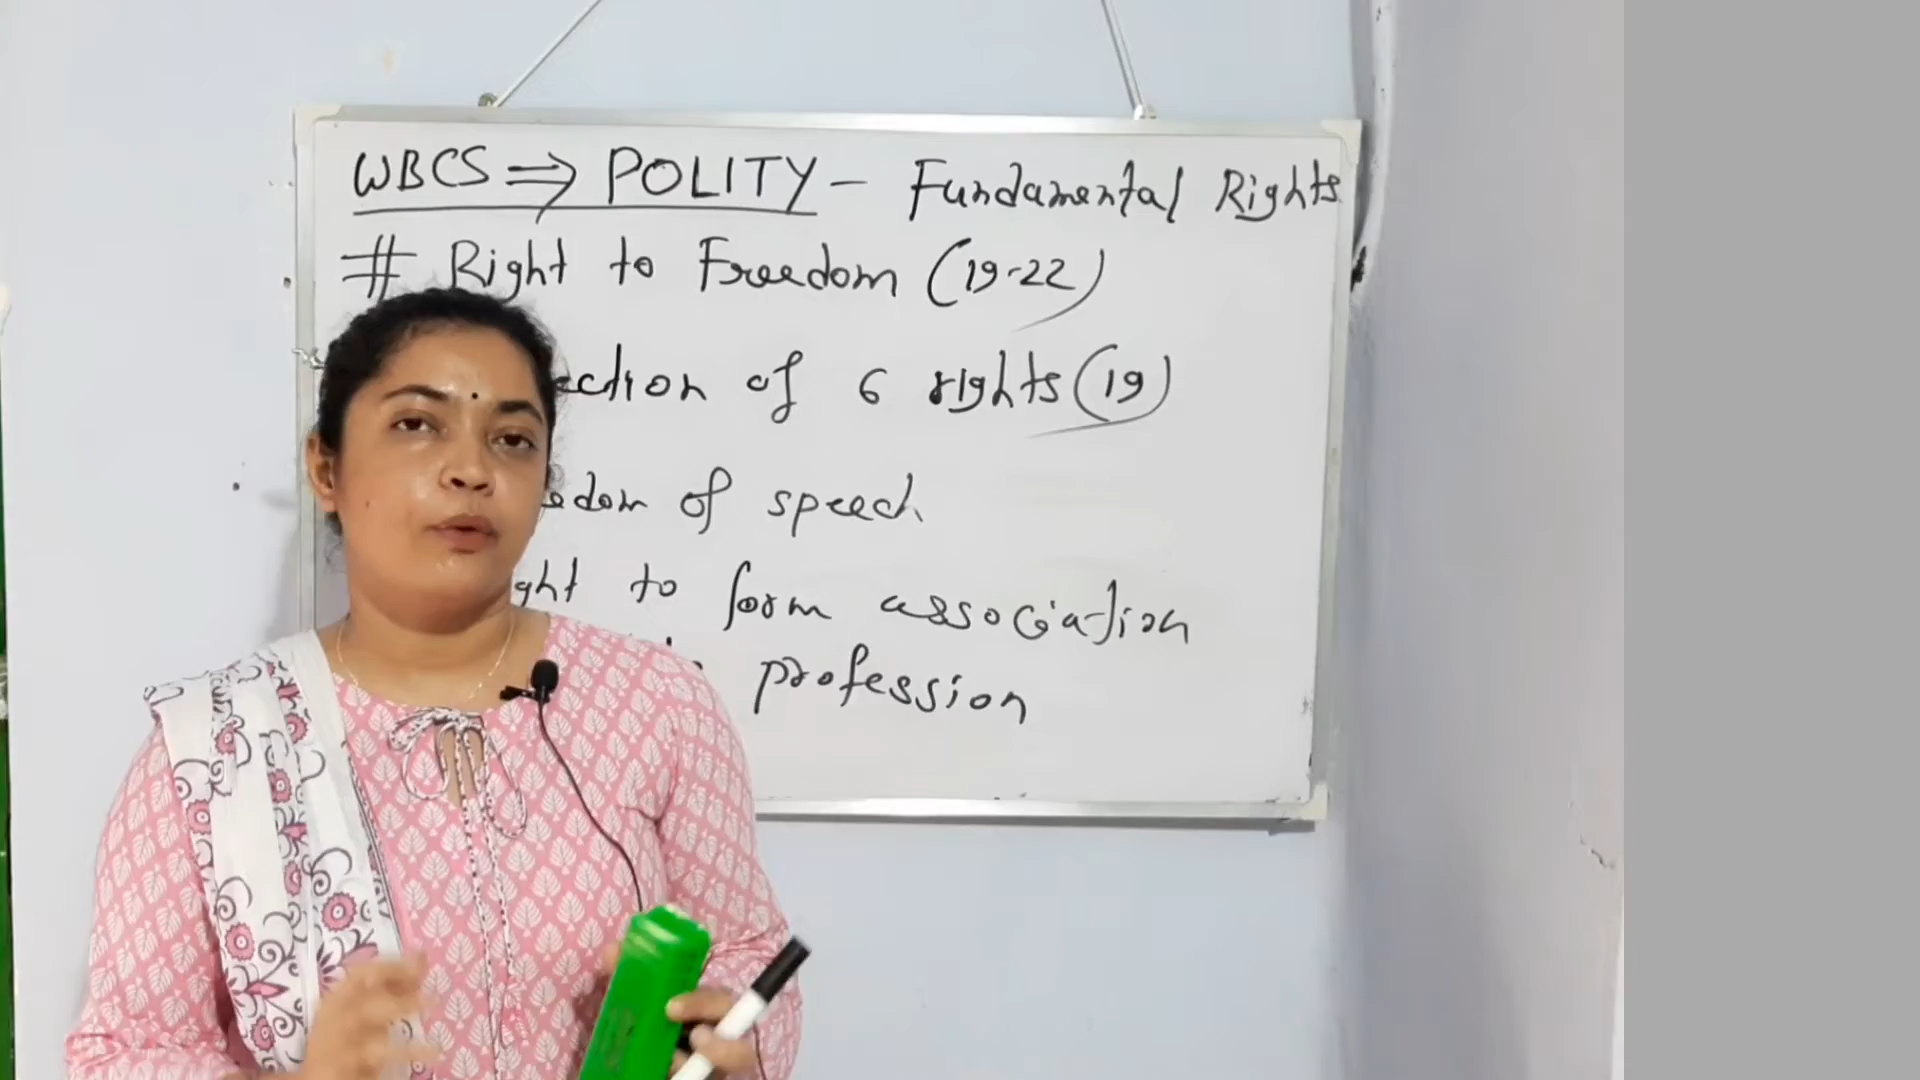 WBCS ⇒ POLITY - Fundamental Rights
# Right to Freedom (19-22)
ction of 6 rights (19)
edom of speech
ght to form association
profession